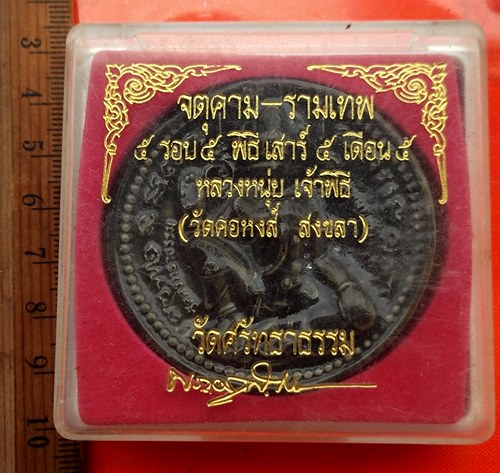 จตุคาม-รามเทพ
๕ รอบ ๕ พิธี เสาร์ ๕ เดือน ๕
หลวงหนุ่ย เจ้าพิธี
(วัดคอหงส์ สงขลา)
วัดศรัทธาธรรม
3
4
5
6
7
8
9
10